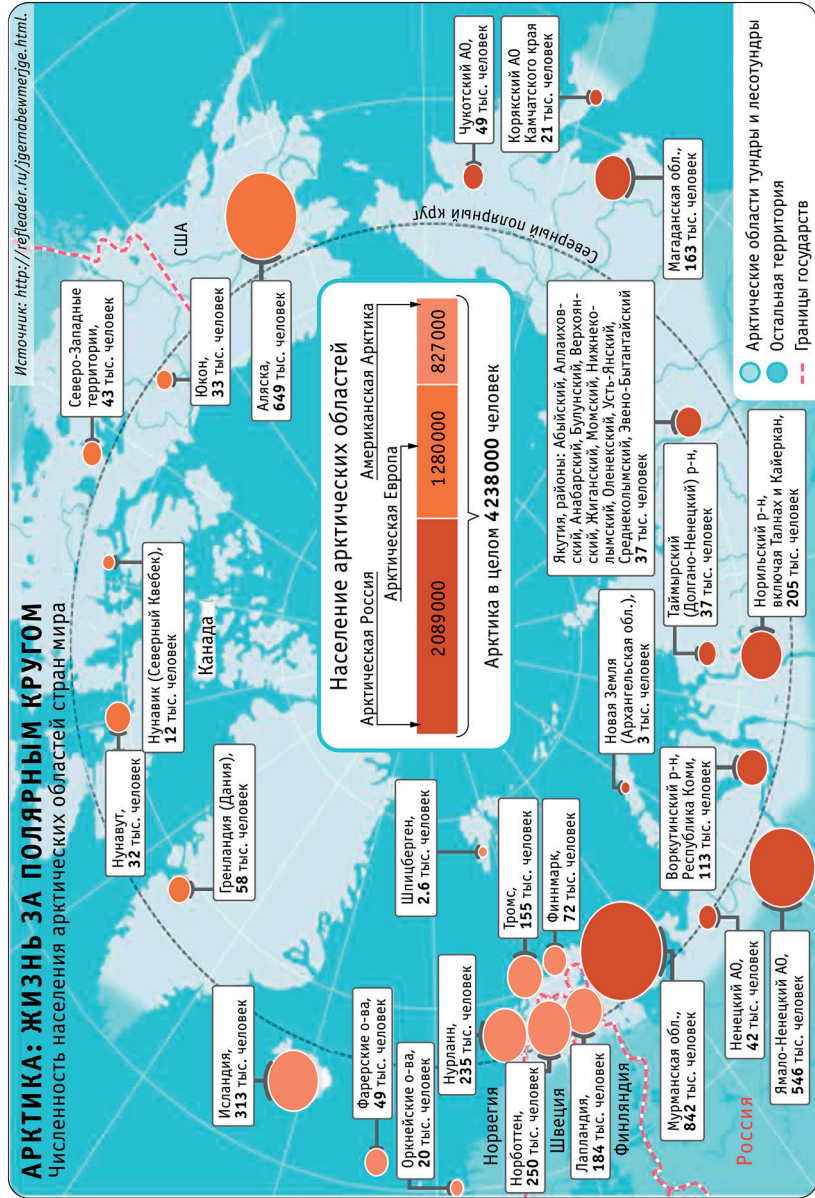 АРКТИКА: ЖИЗНЬ ЗА ПОЛЯРНЫМ КРУГОМ
Численность населения арктических областей стран мира
Источник: http://refleader.ru/jgernabewmerjge.html.
Исландия,
313 тыс. человек
Гренландия (Дания),
58 тыс. человек
Нунавут,
32 тыс. человек
Нунавик (Северный Квебек),
12 тыс. человек
Канада
Северо-Западные
территории,
43 тыс. человек
Юкон,
33 тыс. человек
США
Аляска,
649 тыс. человек
Фарерские о-ва,
49 тыс. человек
Оркнейские о-ва,
20 тыс. человек
Шпицберген,
2.6 тыс. человек
Население арктических областей
Арктическая Россия
Американская Арктика
Арктическая Европа
2089000
1280000
827000
Арктика в целом 4238000 человек
Северный полярный круг
Чукотский АО,
49 тыс. человек
Корякский АО
Камчатского края
21 тыс. человек
Магаданская обл.,
163 тыс. человек
Нурланн,
235 тыс. человек
Тромс,
155 тыс. человек
Финнмарк,
72 тыс. человек
Норвегия
Норботтен,
250 тыс. человек
Швеция
Лапландия,
184 тыс. человек
Финляндия
Мурманская обл.,
842 тыс. человек
Россия
Ненецкий АО,
42 тыс. человек
Ямало-Ненецкий АО,
546 тыс. человек
Воркутинский р-н,
Республика Коми,
113 тыс. человек
Новая Земля
(Архангельская обл.),
3 тыс. человек
Таймырский
(Долгано-Ненецкий) р-н,
37 тыс. человек
Норильский р-н,
включая Талнах и Кайеркан,
205 тыс. человек
Якутия, районы: Абыйский, Аллаихов-
ский, Анабарский, Булунский, Верхоян-
ский, Жиганский, Момский, Нижнеко-
лымский, Оленекский, Усть-Янский,
Среднеколымский, Эвено-Бытантайский
37 тыс. человек
Арктические области тундры и лесотундры
Остальная территория
Границы государств